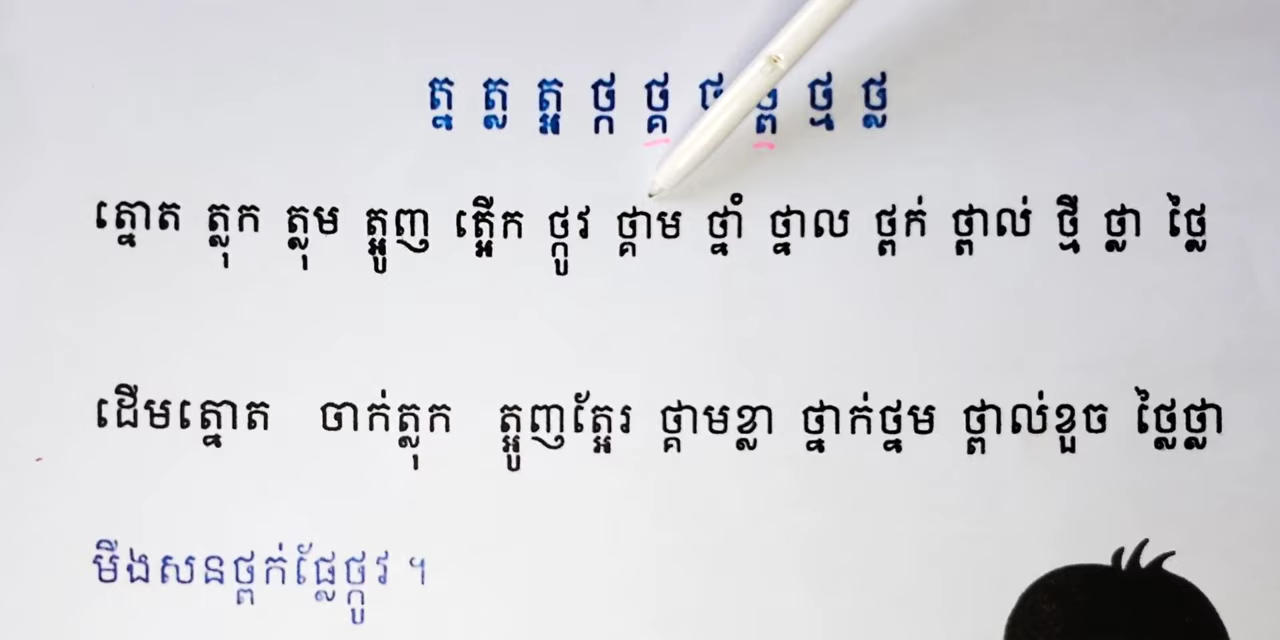 ត្ន ត្ល ត្អ ថ្ក ថ្គ ថ្ព ថ្ម ថ្ល
ត្នោត ត្លុក ត្លុម ត្អូញ ត្អើក ថ្កូវ ថ្គាម ថ្នាំ ថ្នាល ថ្ពក់ ថ្ពាល់ ថ្មី ថ្លា ថ្លៃ
ដើមត្នោត ចាក់ត្លុក ត្អូញត្អែរ ថ្គាមខ្លា ថ្នាក់ថ្នម ថ្ពាល់ខួច ថ្លៃថ្លា
មីងសនថ្ពក់ផ្លែថ្កូវ ។